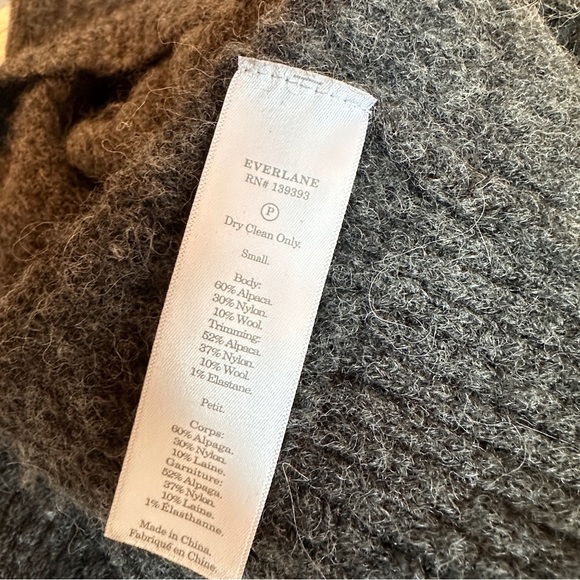 EVERLANE
RN# 139393
P
Dry Clean Only.
Small.
Body:
60% Alpaca.
30% Nylon.
10% Wool.
Trimming:
52% Alpaca.
37% Nylon.
10% Wool.
1% Elastane.
Petit.
Corps:
60% Alpaga.
30% Nylon.
10% Laine.
Garniture:
52% Alpaga.
37% Nylon.
10% Laine.
1% Élasthanne.
Made in China.
Fabriqué en Chine.